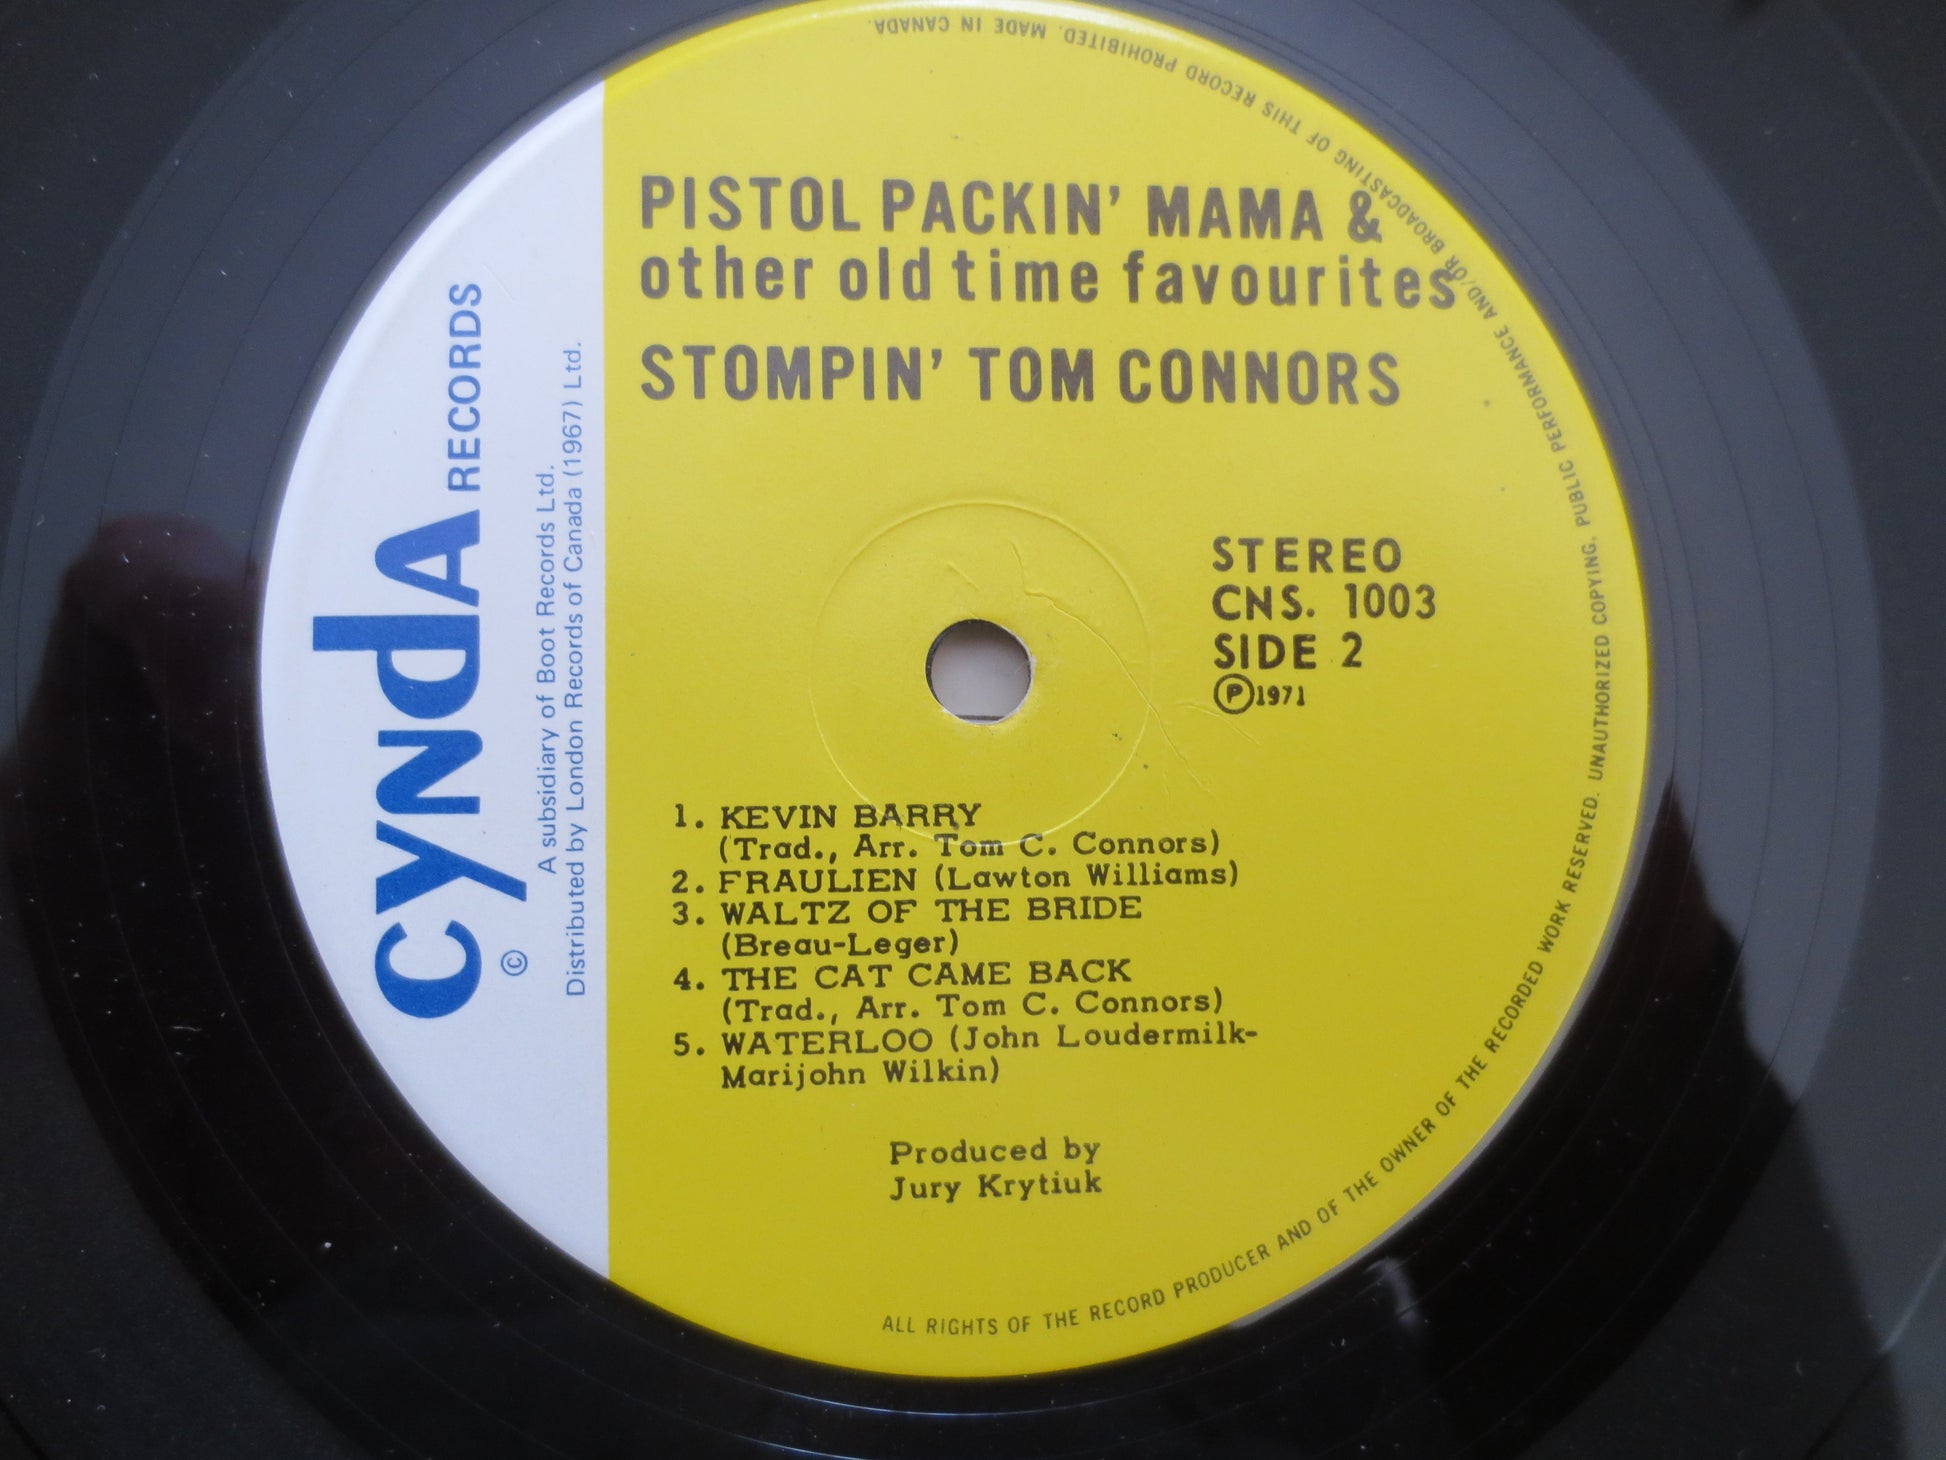 PISTOL PACKIN' MAMA &
other old time favourites
STOMPIN' TOM CONNORS
cyndA RECORDS
©
A subsidiary of Boot Records Ltd.
Distributed by London Records of Canada (1967) Ltd.
STEREO
CNS. 1003
SIDE 2
Ⓟ1971
1. KEVIN BARRY
(Trad., Arr. Tom C. Connors)
2. FRAULIEN (Lawton Williams)
3. WALTZ OF THE BRIDE
(Breau-Leger)
4. THE CAT CAME BACK
(Trad., Arr. Tom C. Connors)
5. WATERLOO (John Loudermilk-
Marijohn Wilkin)
Produced by
Jury Krytiuk
ALL RIGHTS OF THE RECORD PRODUCER AND OF THE OWNER OF THE RECORDED WORK RESERVED. UNAUTHORIZED COPYING, PUBLIC PERFORMANCE AND/OR BROADCASTING OF THIS RECORD PROHIBITED. MADE IN CANADA.